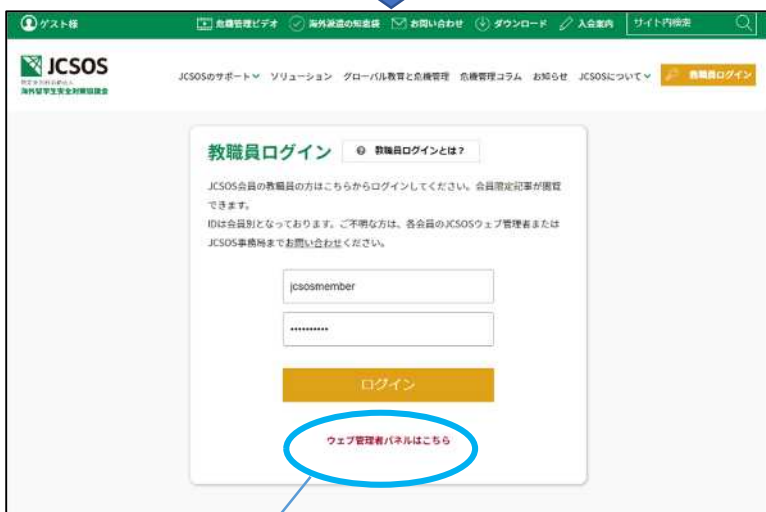 ゲスト様
危機管理ビデオ 海外派遣の知恵袋 お問い合わせ ダウンロード 入会案内 サイト内検索
JCSOS
特定非営利活動法人
海外留学生安全対策協議会
JCSOSのサポート ソリューション グローバル教育と危機管理 危機管理コラム お知らせ JCSOSについて 教職員ログイン
教職員ログイン 教職員ログインとは?
JCSOS会員の教職員の方はこちらからログインしてください。会員限定記事が閲覧
できます。
IDは会員別となっております。ご不明な方は、各会員のJCSOSウェブ管理者または
JCSOS事務局までお問い合わせください。
jcsosmember
••••••••••
ログイン
ウェブ管理者パネルはこちら